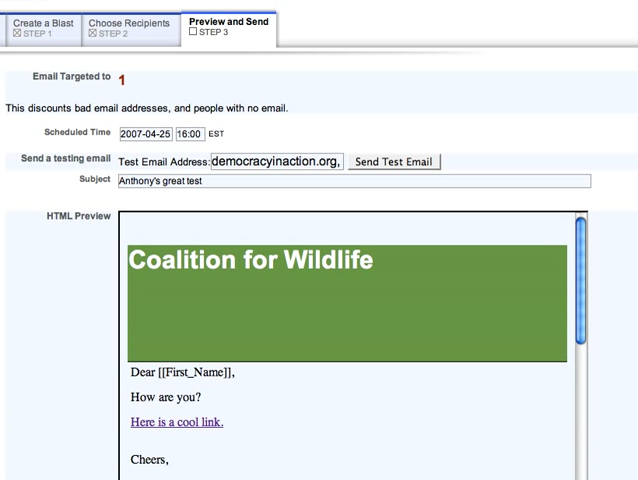 Create a Blast
STEP 1
Choose Recipients
STEP 2
Preview and Send
STEP 3
Email Targeted to 1
This discounts bad email addresses, and people with no email.
Scheduled Time 2007-04-25 16:00 EST
Send a testing email Test Email Address: democracyinaction.org, Send Test Email
Subject Anthony's great test
HTML Preview
Coalition for Wildlife
Dear [[First_Name]],
How are you?
Here is a cool link.
Cheers,